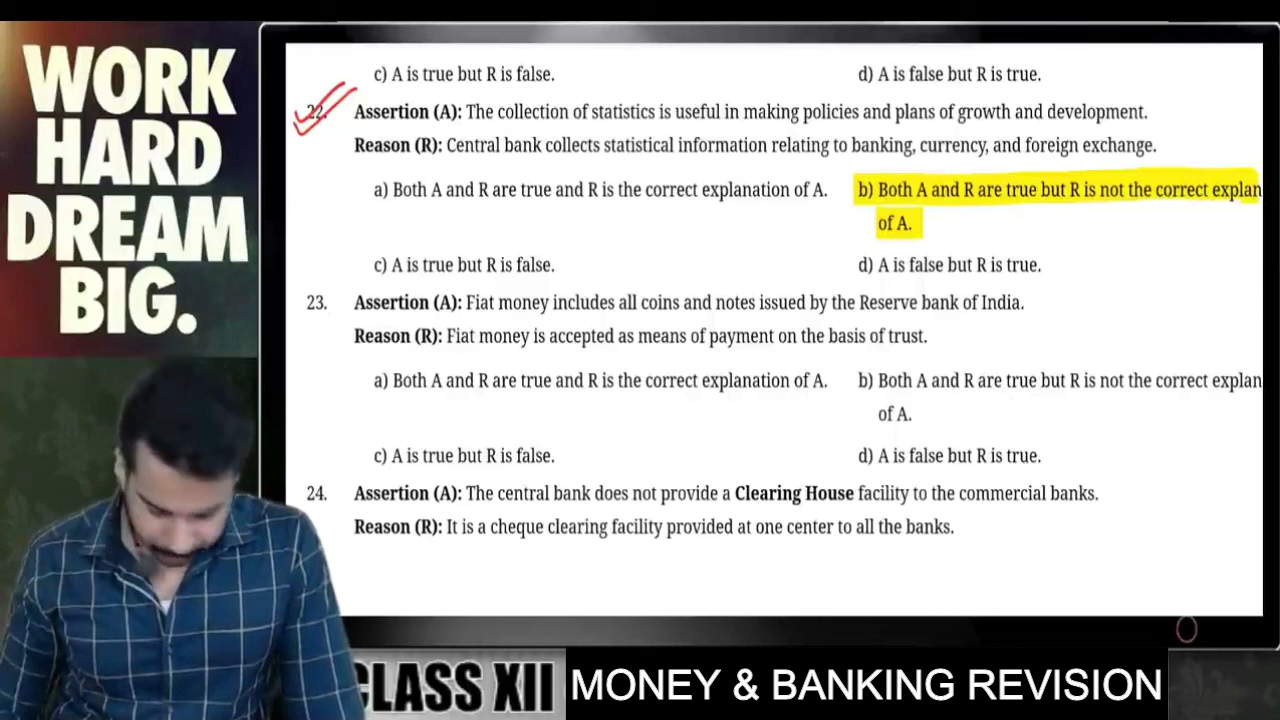 WORK
HARD
DREAM
BIG.
c) A is true but R is false. d) A is false but R is true.
22. Assertion (A): The collection of statistics is useful in making policies and plans of growth and development.
Reason (R): Central bank collects statistical information relating to banking, currency, and foreign exchange.
a) Both A and R are true and R is the correct explanation of A. b) Both A and R are true but R is not the correct explan
of A.
c) A is true but R is false. d) A is false but R is true.
23. Assertion (A): Fiat money includes all coins and notes issued by the Reserve bank of India.
Reason (R): Fiat money is accepted as means of payment on the basis of trust.
a) Both A and R are true and R is the correct explanation of A. b) Both A and R are true but R is not the correct explan
of A.
c) A is true but R is false. d) A is false but R is true.
24. Assertion (A): The central bank does not provide a Clearing House facility to the commercial banks.
Reason (R): It is a cheque clearing facility provided at one center to all the banks.
CLASS XII MONEY & BANKING REVISION